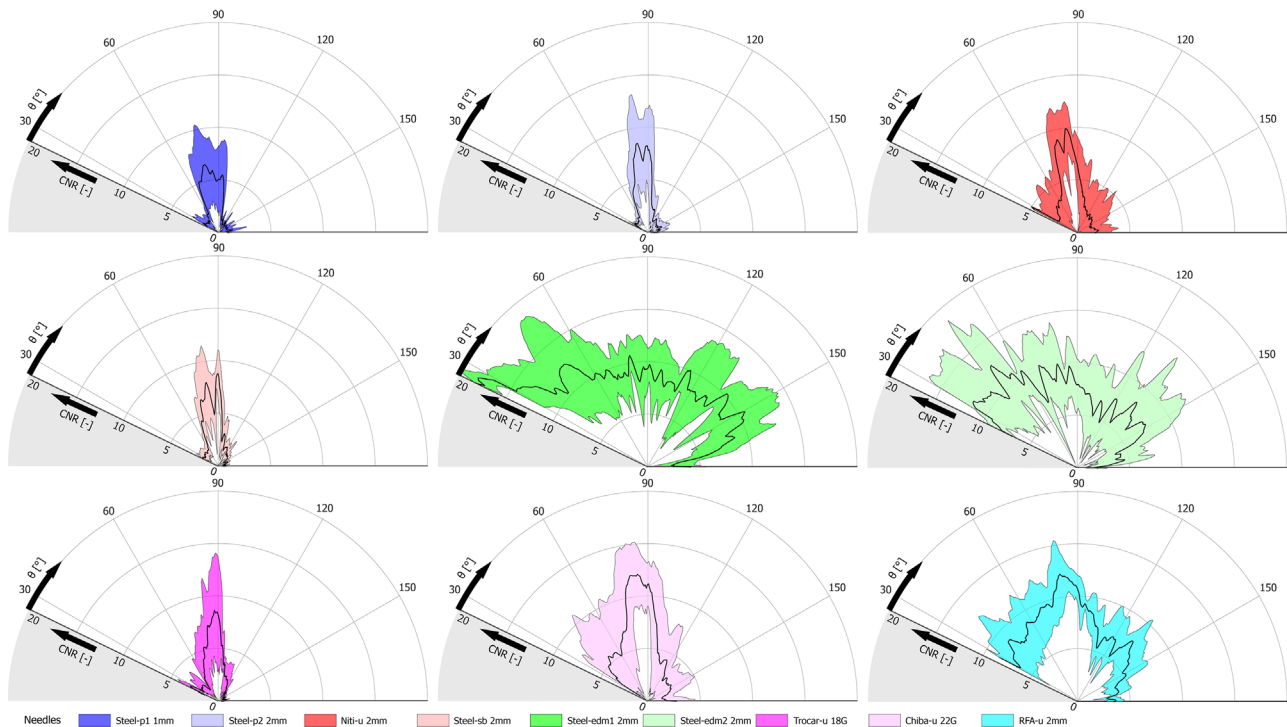 90 90 90
60 120 60 120 60 120
θ [°] θ [°] θ [°]
30 150 30 150 30 150
20 20 20
CNR [-] 10 CNR [-] 10 CNR [-] 10
5 5 5
0 0 0
90 90 90
60 120 60 120 60 120
θ [°] θ [°] θ [°]
30 150 30 150 30 150
20 20 20
CNR [-] 10 CNR [-] 10 CNR [-] 10
5 5 5
0 0 0
90 90 90
60 120 60 120 60 120
θ [°] θ [°] θ [°]
30 150 30 150 30 150
20 20 20
CNR [-] 10 CNR [-] 10 CNR [-] 10
5 5 5
0 0 0
Needles Steel-p1 1mm Steel-p2 2mm Niti-u 2mm Steel-sb 2mm Steel-edm1 2mm Steel-edm2 2mm Trocar-u 18G Chiba-u 22G RFA-u 2mm